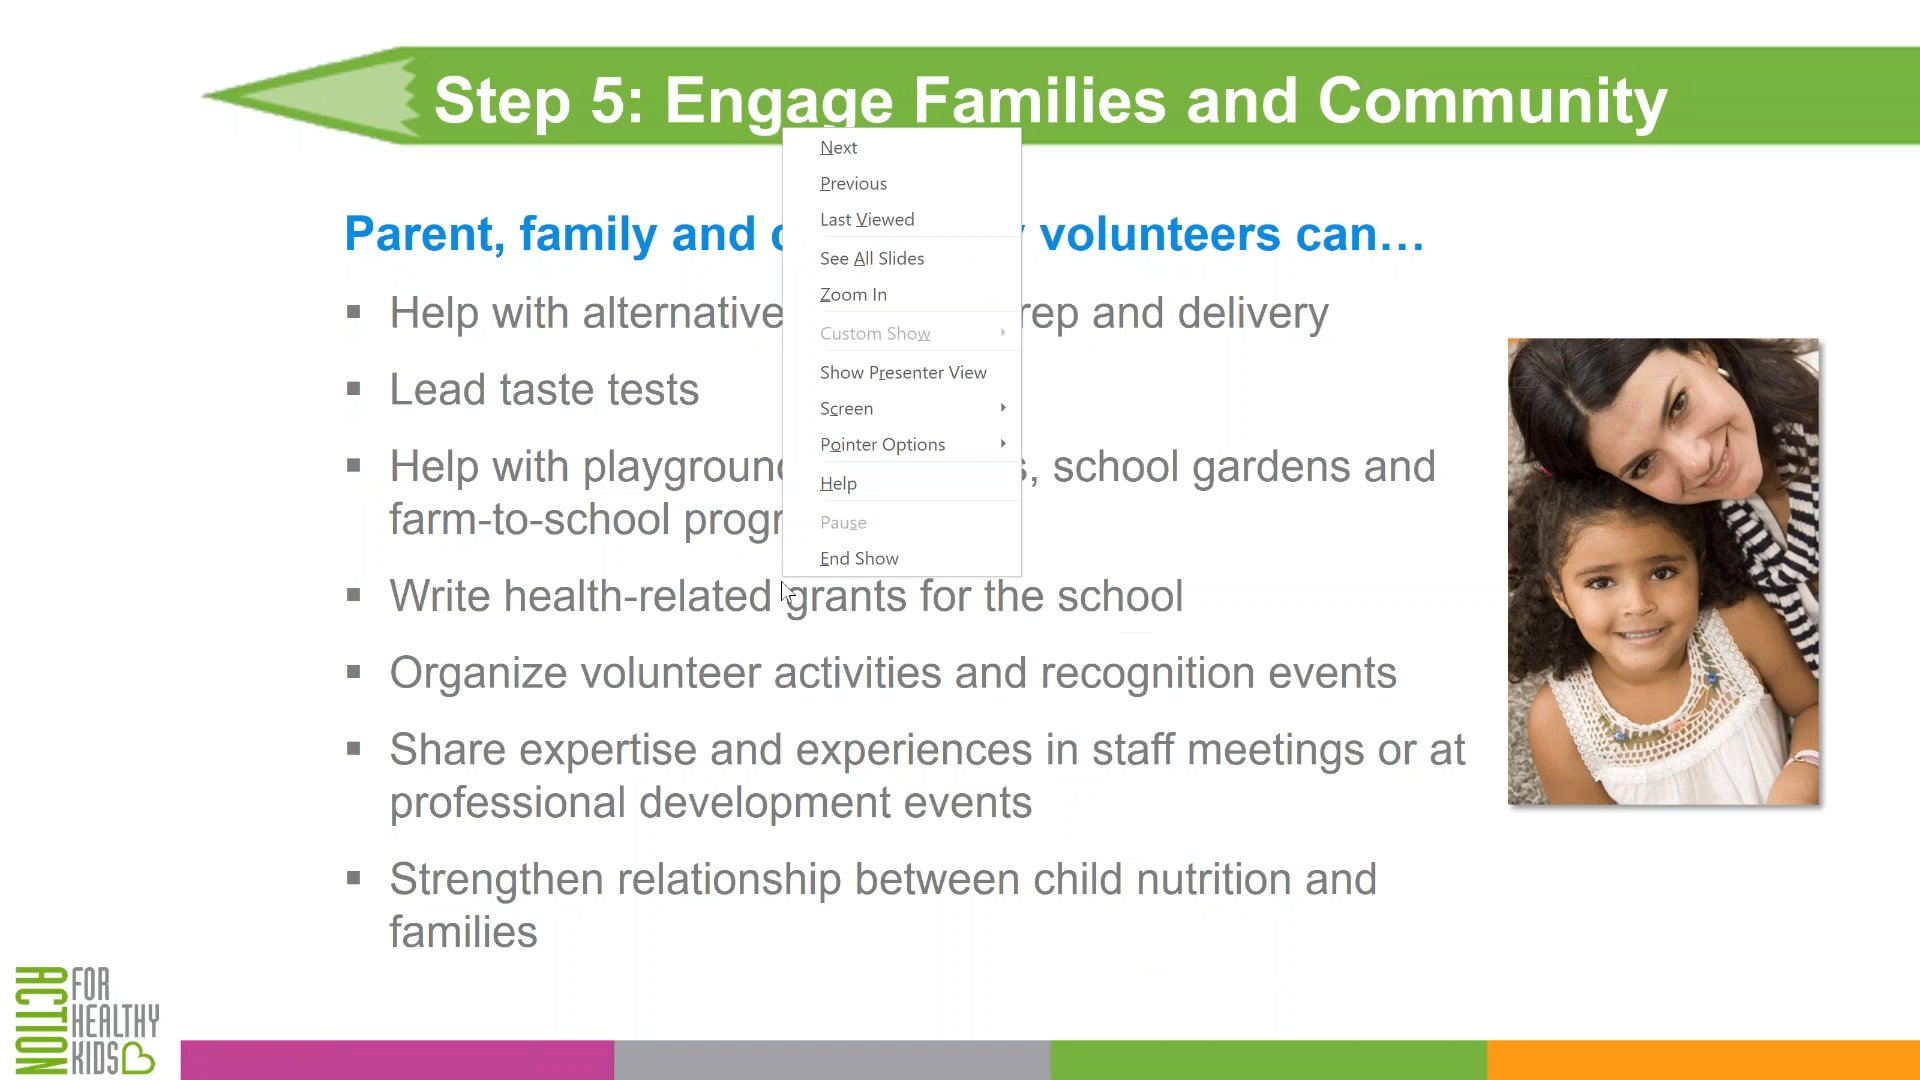 Step 5: Engage Families and Community
Next
Previous
Last Viewed
See All Slides
Zoom In
Custom Show
Show Presenter View
Screen
Pointer Options
Help
Pause
End Show
Parent, family and volunteers can…
Help with alternative and delivery
Lead taste tests
Help with school gardens and
farm-to-school
Write health-related grants for the school
Organize volunteer activities and recognition events
Share expertise and experiences in staff meetings or at
professional development events
Strengthen relationship between child nutrition and
families
ACTION
FOR
HEALTHY
KIDS